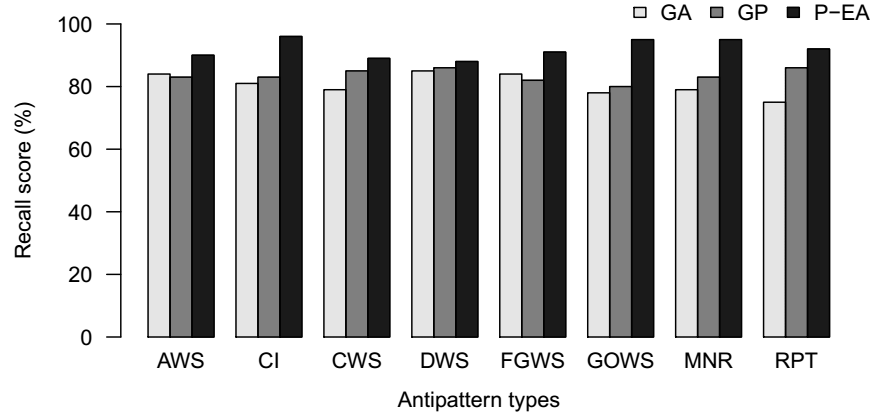 GA GP P−EA
Recall score (%)
100
80
60
40
20
0
AWS CI CWS DWS FGWS GOWS MNR RPT
Antipattern types